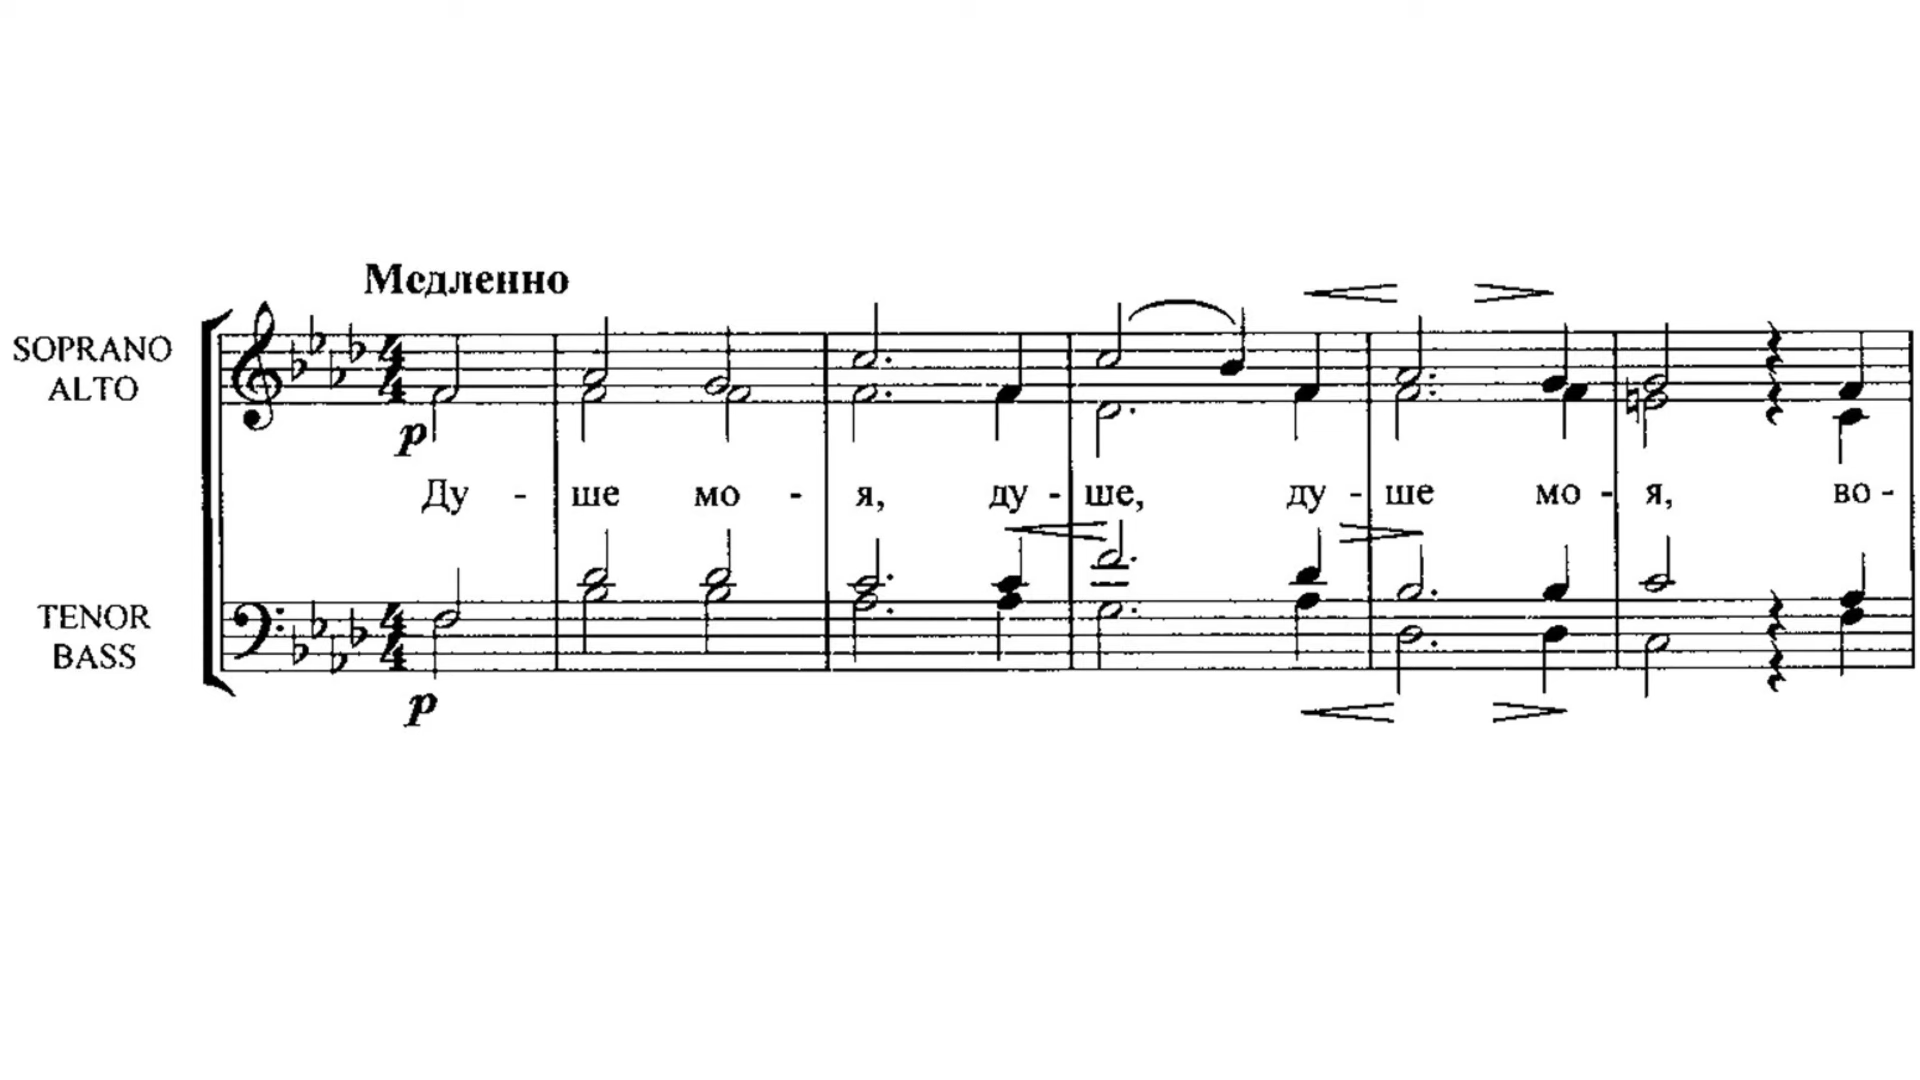 Медленно
SOPRANO
ALTO
p
Ду - ше мо - я, ду - ше, ду - ше мо - я, во -
TENOR
BASS
p